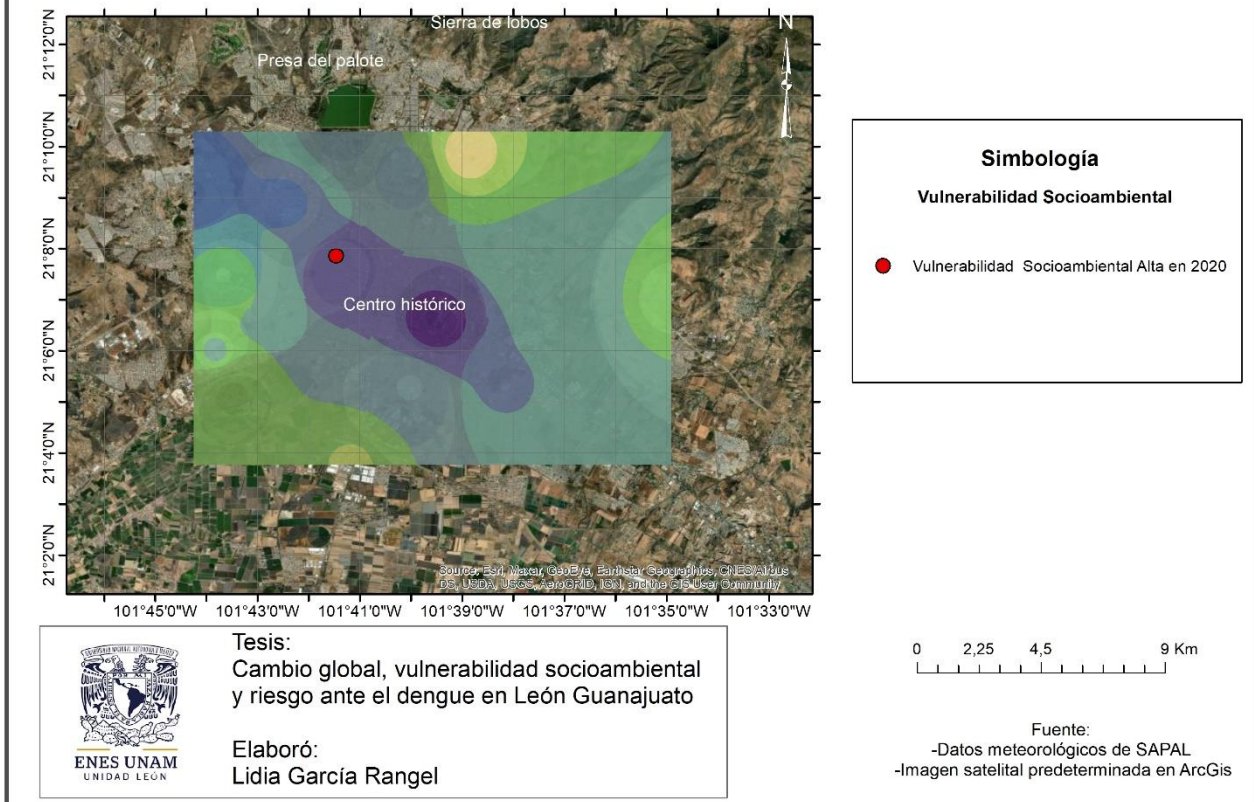 Sierra de lobos
N
Presa del palote
Centro histórico
21°12'0"N
21°10'0"N
21°8'0"N
21°6'0"N
21°4'0"N
21°2'0"N
Source: Esri, Maxar, GeoEye, Earthstar Geographics, CNES/Airbus
DS, USDA, USGS, AeroGRID, IGN, and the GIS User Community
101°45'0"W 101°43'0"W 101°41'0"W 101°39'0"W 101°37'0"W 101°35'0"W 101°33'0"W
Simbología
Vulnerabilidad Socioambiental
Vulnerabilidad Socioambiental Alta en 2020
ENES UNAM
UNIDAD LEÓN
Tesis:
Cambio global, vulnerabilidad socioambiental
y riesgo ante el dengue en León Guanajuato
Elaboró:
Lidia García Rangel
0 2,25 4,5 9 Km
Fuente:
-Datos meteorológicos de SAPAL
-Imagen satelital predeterminada en ArcGis